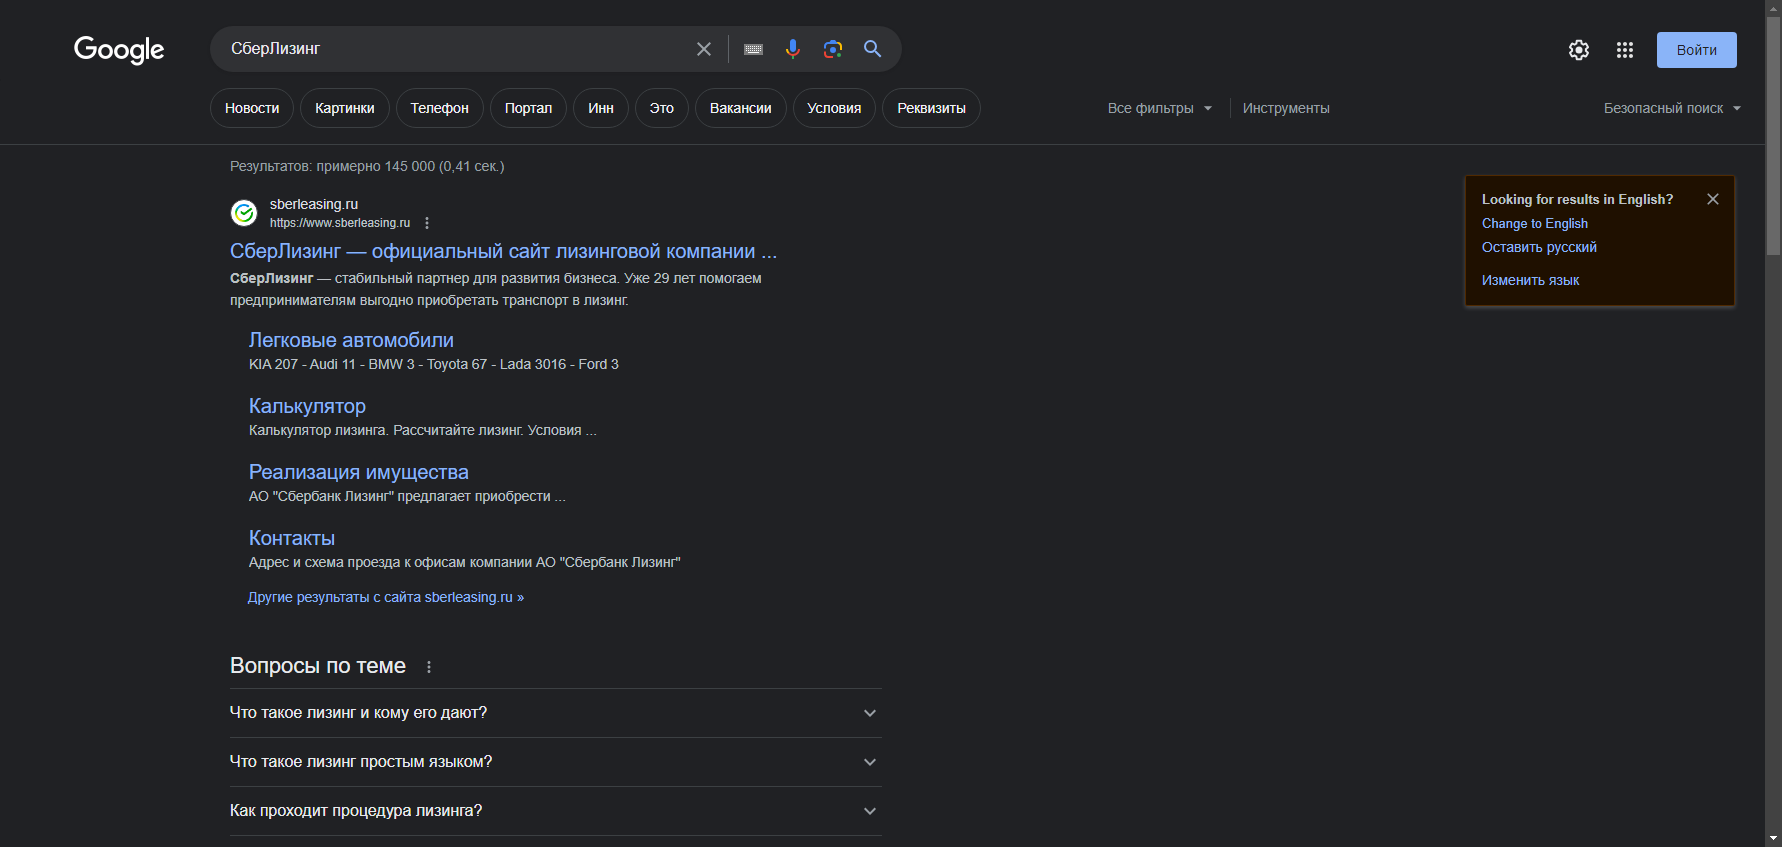 Google
СберЛизинг
Войти
Новости
Картинки
Телефон
Портал
Инн
Это
Вакансии
Условия
Реквизиты
Все фильтры
Инструменты
Безопасный поиск
Результатов: примерно 145 000 (0,41 сек.)
sberleasing.ru
https://www.sberleasing.ru
СберЛизинг — официальный сайт лизинговой компании ...
СберЛизинг — стабильный партнер для развития бизнеса. Уже 29 лет помогаем
предпринимателям выгодно приобретать транспорт в лизинг.
Легковые автомобили
KIA 207 - Audi 11 - BMW 3 - Toyota 67 - Lada 3016 - Ford 3
Калькулятор
Калькулятор лизинга. Рассчитайте лизинг. Условия ...
Реализация имущества
АО "Сбербанк Лизинг" предлагает приобрести ...
Контакты
Адрес и схема проезда к офисам компании АО "Сбербанк Лизинг"
Другие результаты с сайта sberleasing.ru »
Вопросы по теме
Что такое лизинг и кому его дают?
Что такое лизинг простым языком?
Как проходит процедура лизинга?
Looking for results in English?
Change to English
Оставить русский
Изменить язык